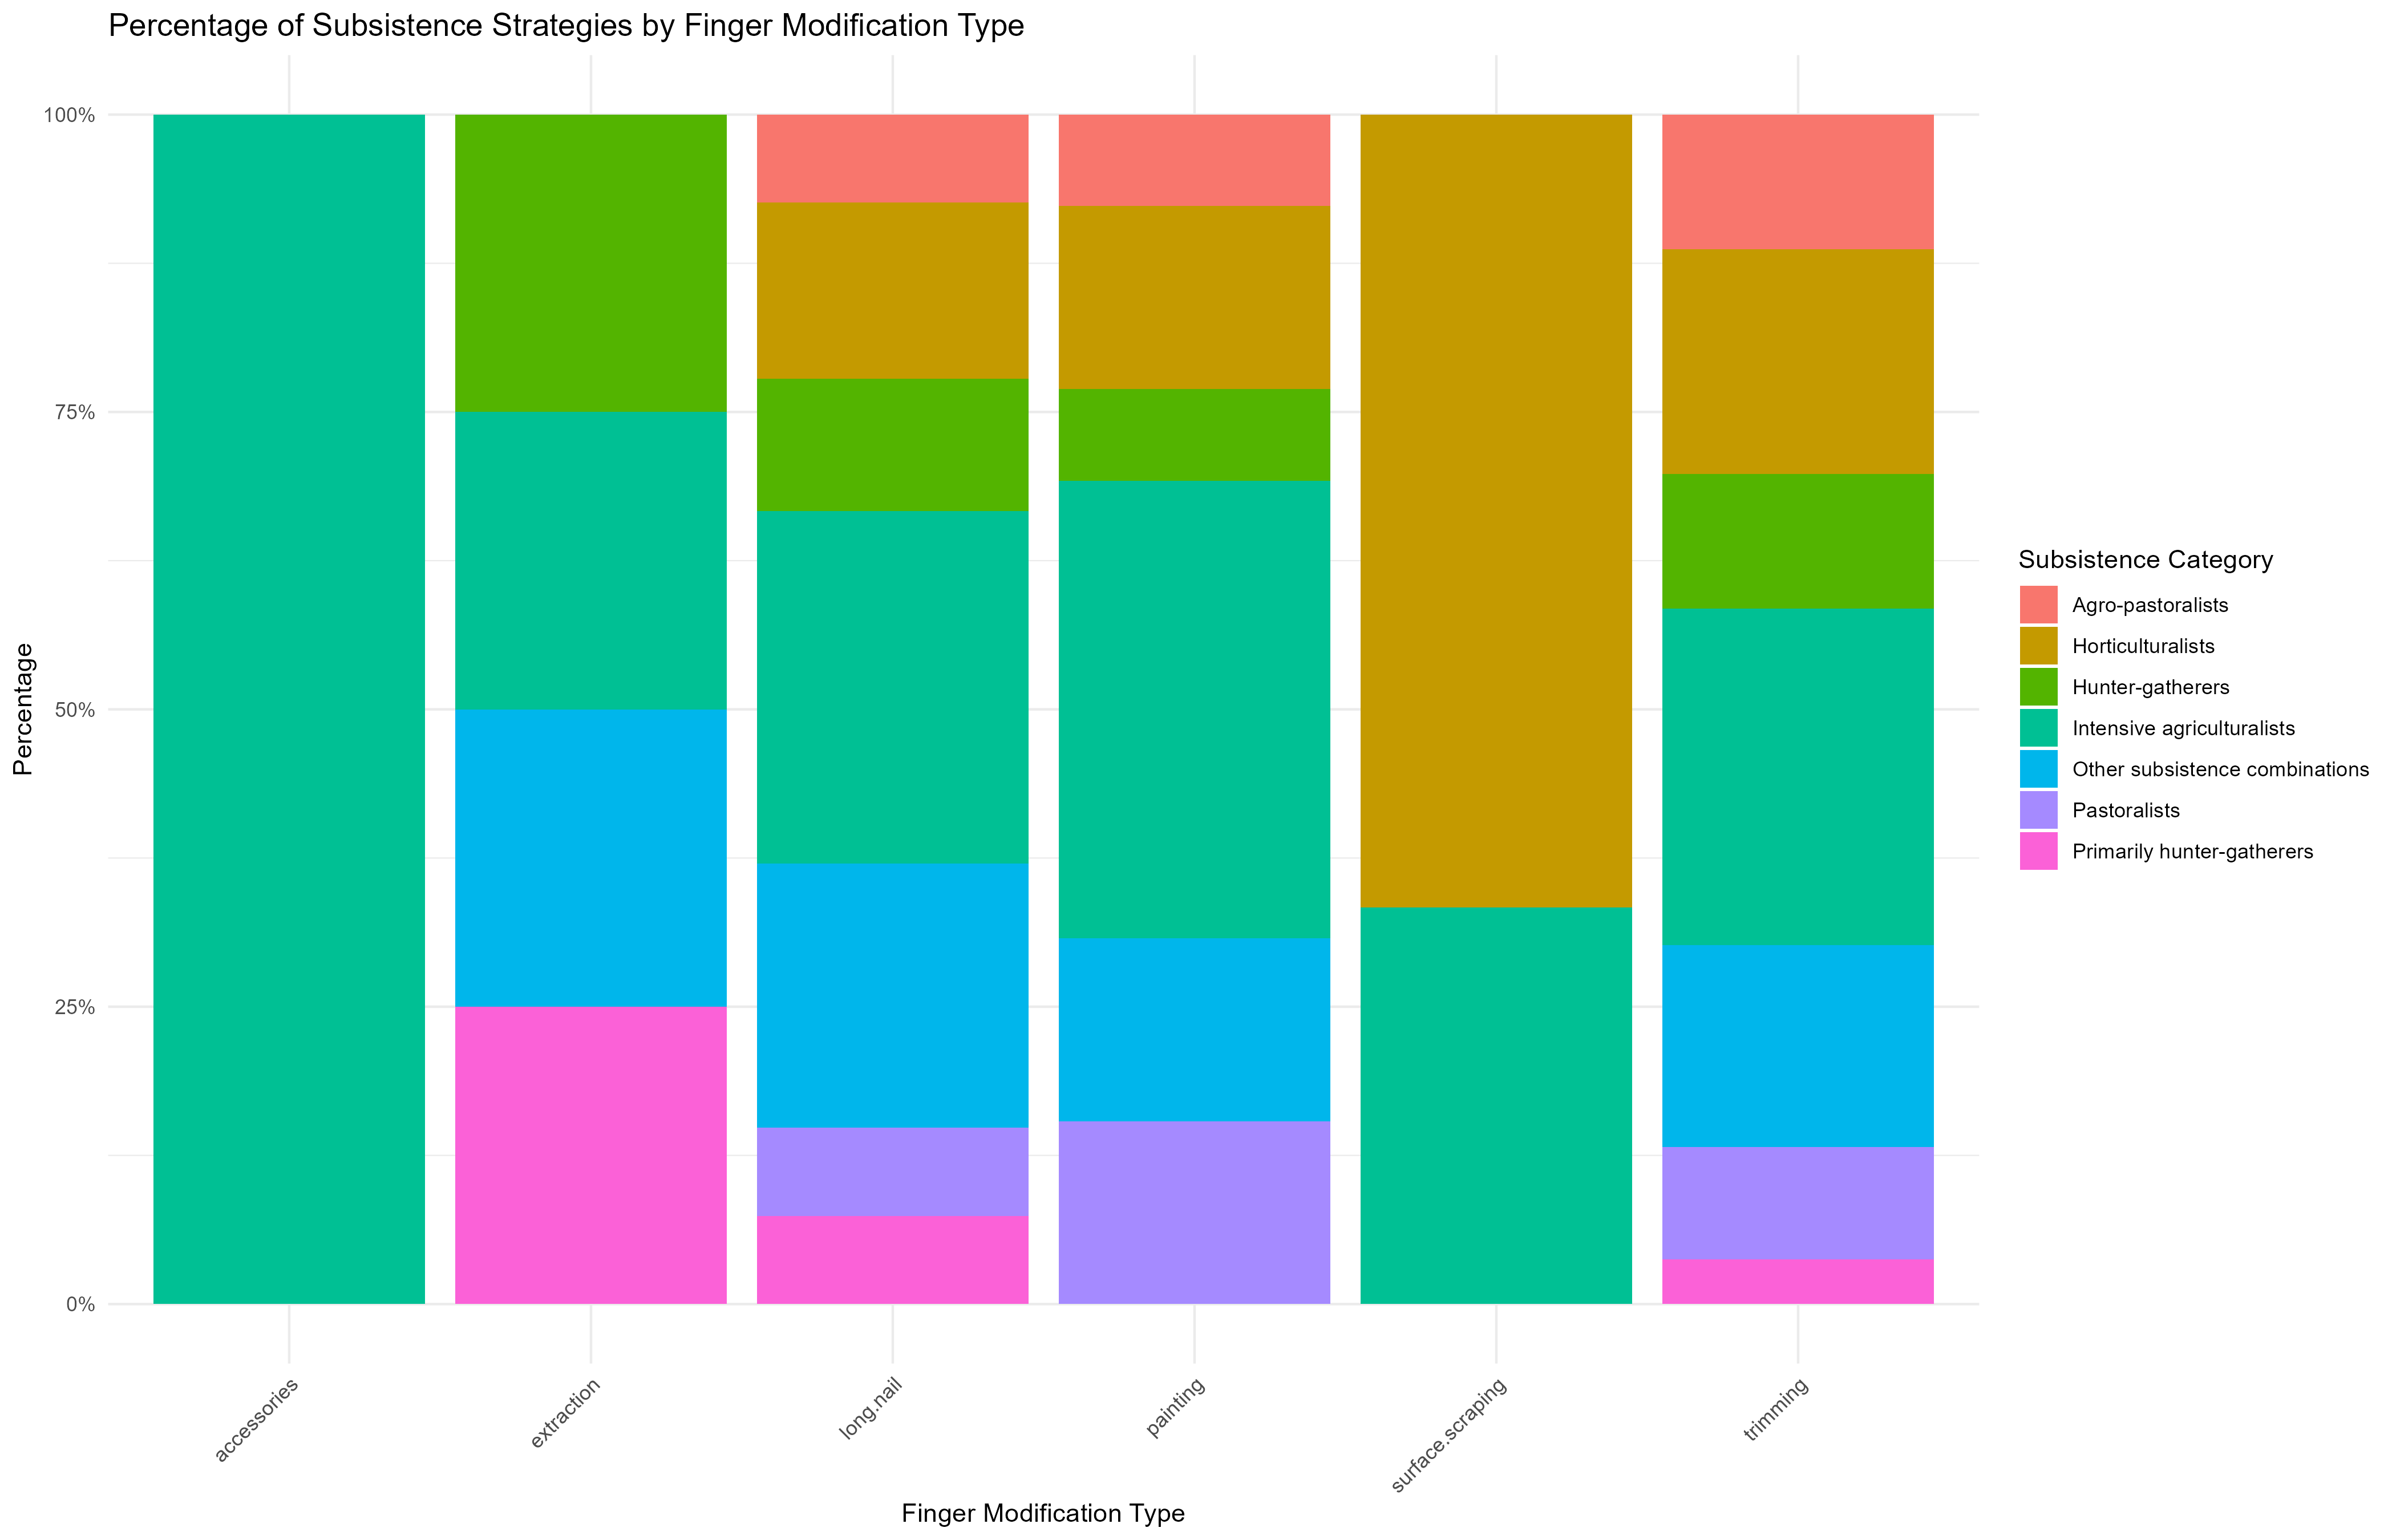 Percentage of Subsistence Strategies by Finger Modification Type
Percentage
100%
75%
50%
25%
0%
accessories
extraction
long.nail
painting
surface.scraping
trimming
Finger Modification Type
Subsistence Category
Agro-pastoralists
Horticulturalists
Hunter-gatherers
Intensive agriculturalists
Other subsistence combinations
Pastoralists
Primarily hunter-gatherers